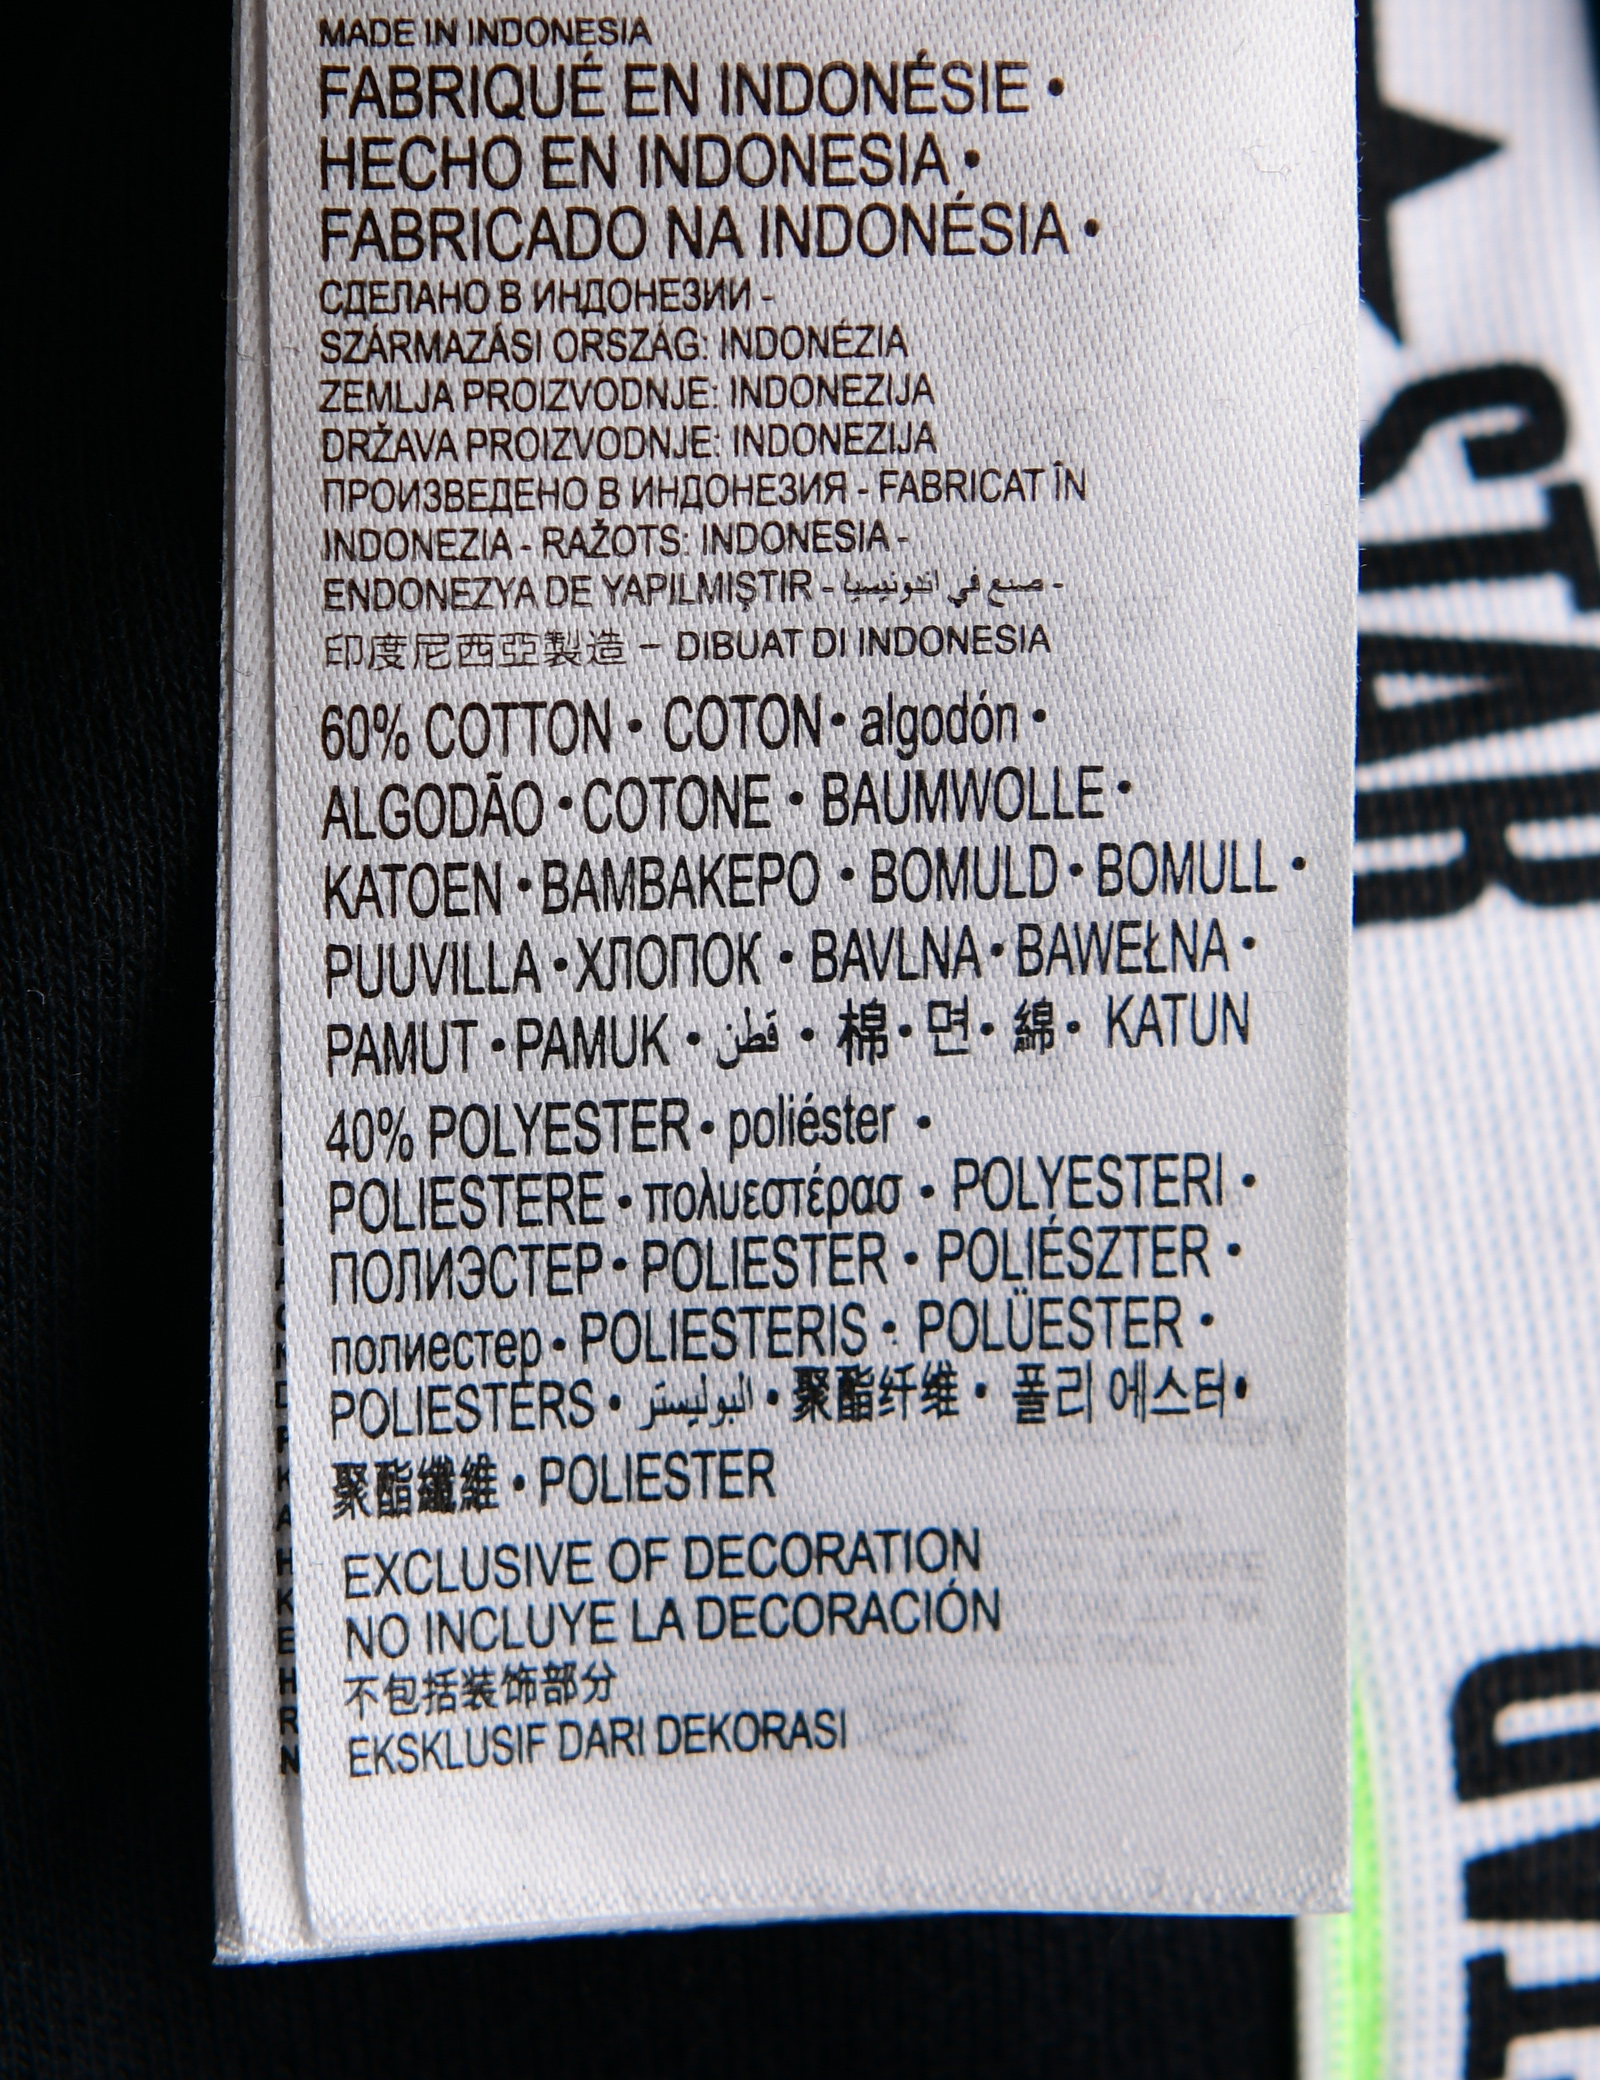 MADE IN INDONESIA
FABRIQUÉ EN INDONÉSIE •
HECHO EN INDONESIA •
FABRICADO NA INDONÉSIA •
СДЕЛАНО В ИНДОНЕЗИИ -
SZÁRMAZÁSI ORSZÁG: INDONÉZIA
ZEMLJA PROIZVODNJE: INDONEZIJA
DRŽAVA PROIZVODNJE: INDONEZIJA
ПРОИЗВЕДЕНО В ИНДОНЕЗИЯ - FABRICAT ÎN
INDONEZIA - RAŽOTS: INDONESIA -
ENDONEZYA DE YAPILMIŞTIR - صنع في اندونيسيا -
印度尼西亞製造 – DIBUAT DI INDONESIA
60% COTTON • COTON • algodón •
ALGODÃO • COTONE • BAUMWOLLE •
KATOEN • BAMBAKEPO • BOMULD • BOMULL •
PUUVILLA • ХЛОПОК • BAVLNA • BAWEŁNA •
PAMUT • PAMUK • قطن • 棉 • 면 • 綿 • KATUN
40% POLYESTER • poliéster •
POLIESTERE • πολυεστέρασ • POLYESTERI •
ПОЛИЭСТЕР • POLIESTER • POLIÉSZTER •
полиестер • POLIESTERIS • POLÜESTER •
POLIESTERS • البوليستر • 聚酯纤维 • 폴리 에스터 •
聚酯纖維 • POLIESTER
EXCLUSIVE OF DECORATION
NO INCLUYE LA DECORACIÓN
不包括装饰部分
EKSKLUSIF DARI DEKORASI
STAR